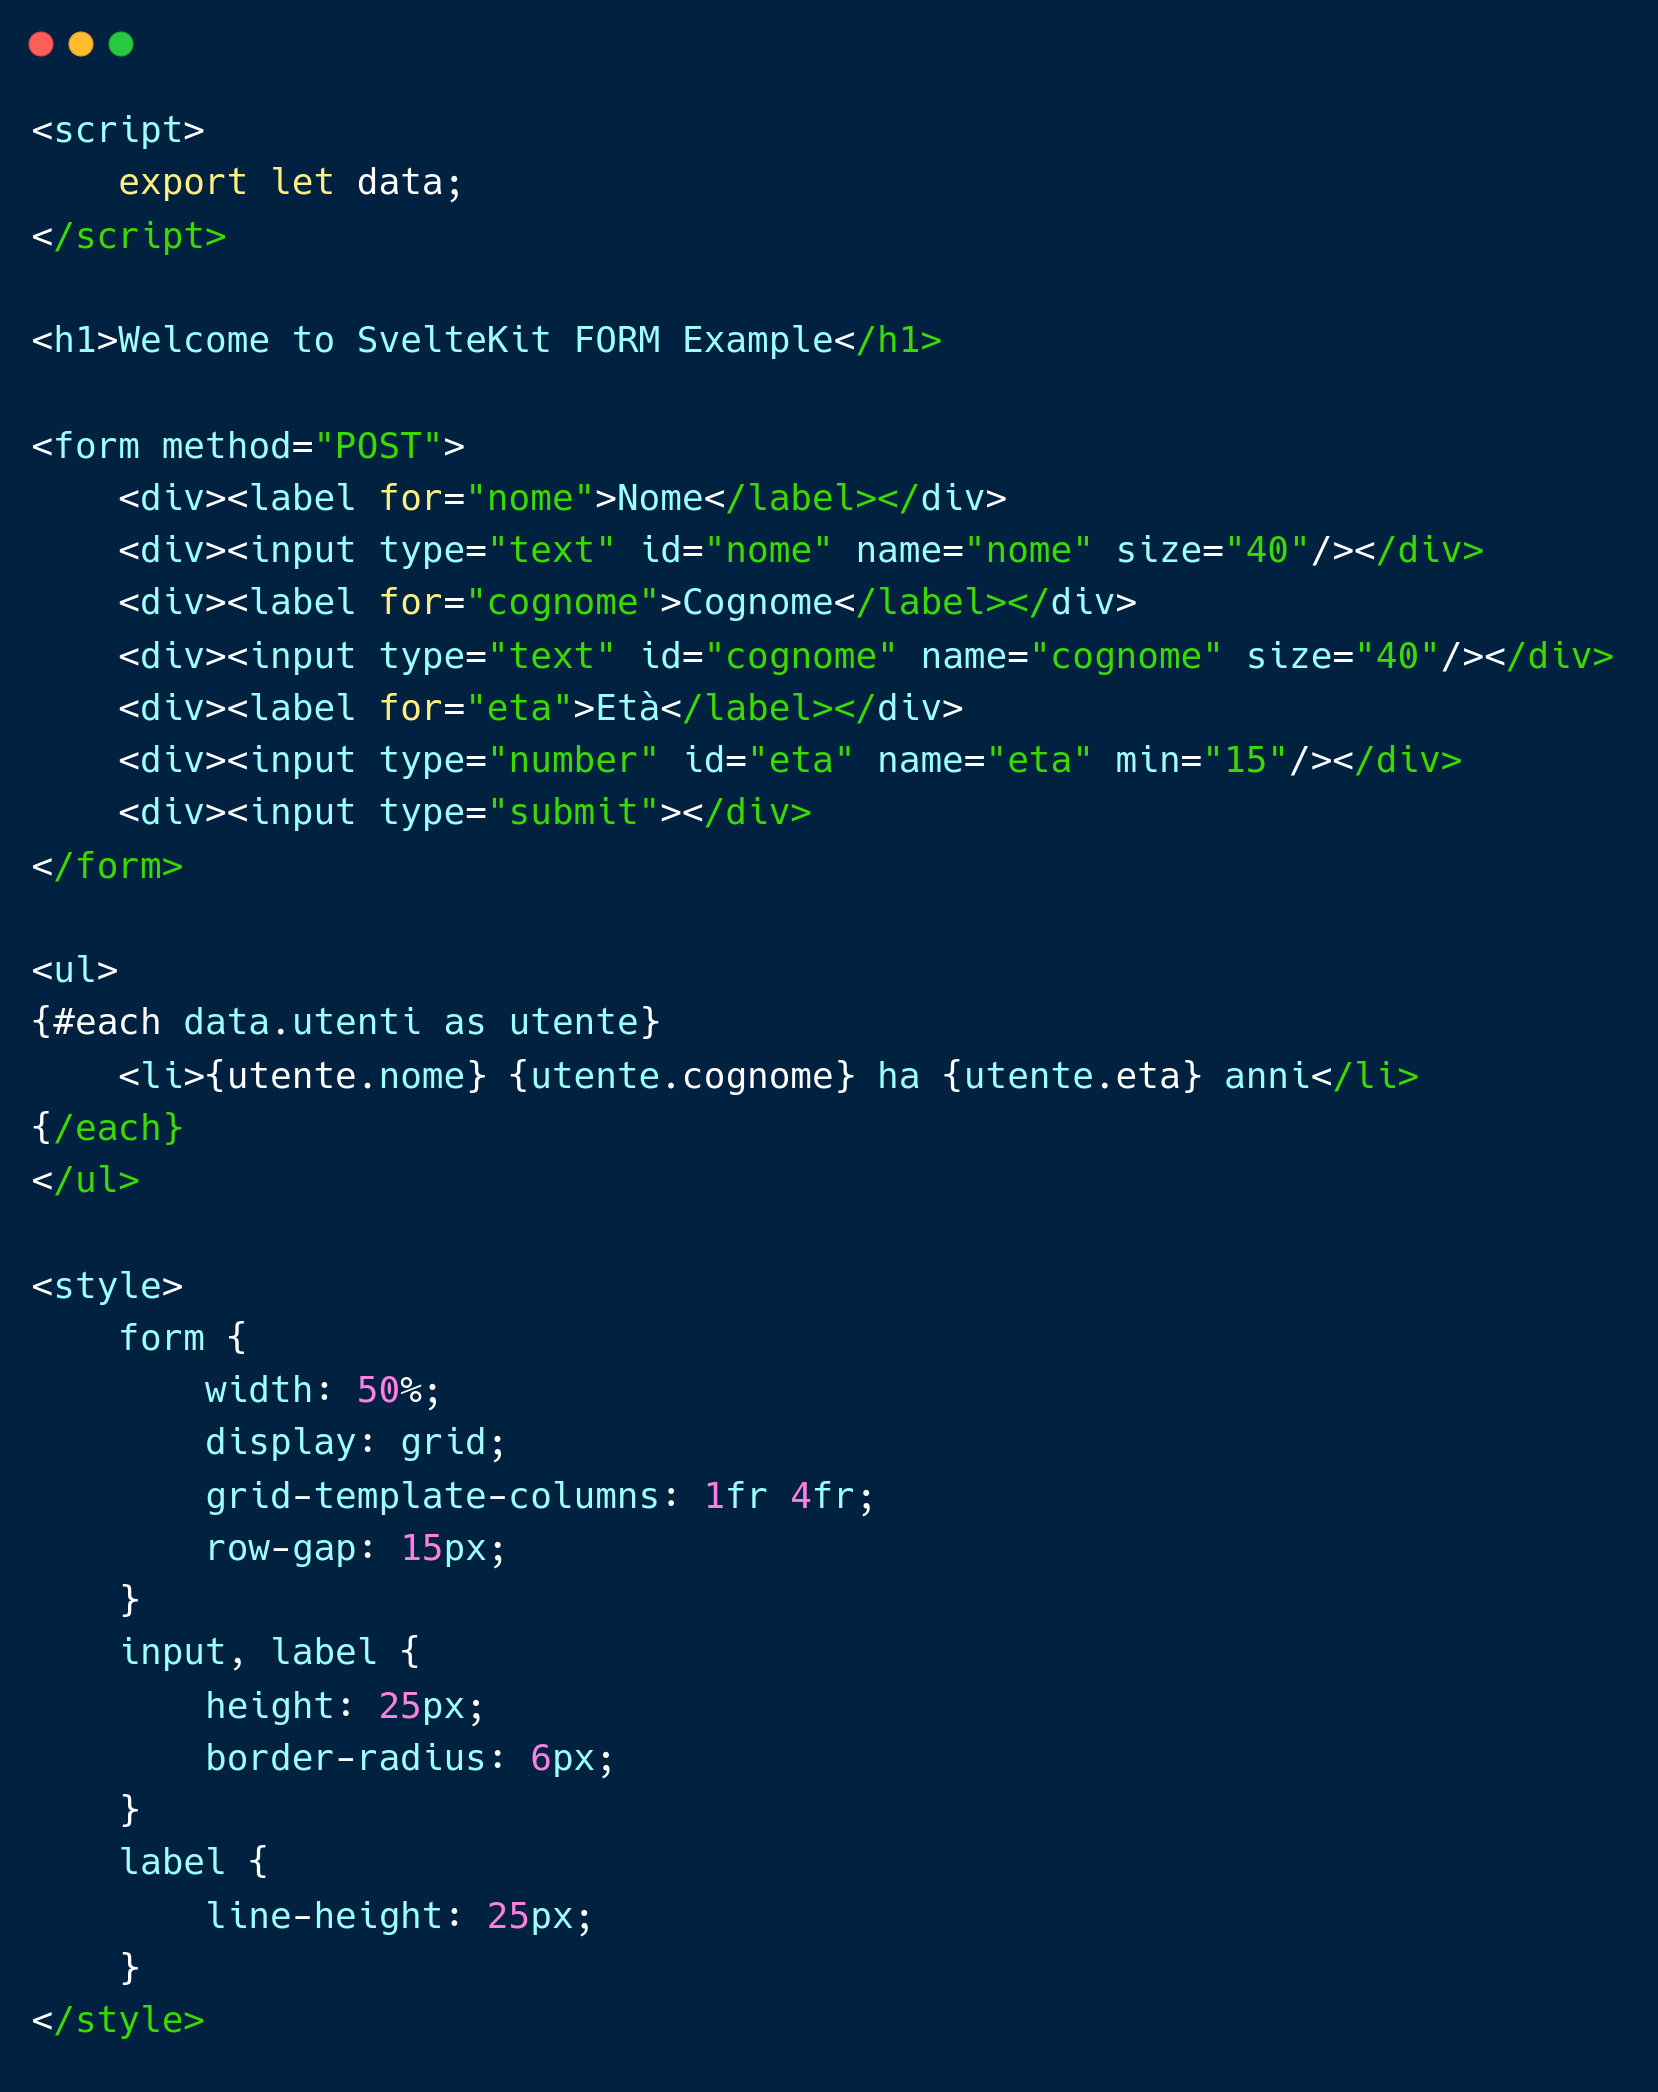 <script>
    export let data;
</script>

<h1>Welcome to SvelteKit FORM Example</h1>

<form method="POST">
    <div><label for="nome">Nome</label></div>
    <div><input type="text" id="nome" name="nome" size="40"/></div>
    <div><label for="cognome">Cognome</label></div>
    <div><input type="text" id="cognome" name="cognome" size="40"/></div>
    <div><label for="eta">Età</label></div>
    <div><input type="number" id="eta" name="eta" min="15"/></div>
    <div><input type="submit"></div>
</form>

<ul>
{#each data.utenti as utente}
    <li>{utente.nome} {utente.cognome} ha {utente.eta} anni</li>
{/each}
</ul>

<style>
    form {
        width: 50%;
        display: grid;
        grid-template-columns: 1fr 4fr;
        row-gap: 15px;
    }
    input, label {
        height: 25px;
        border-radius: 6px;
    }
    label {
        line-height: 25px;
    }
</style>